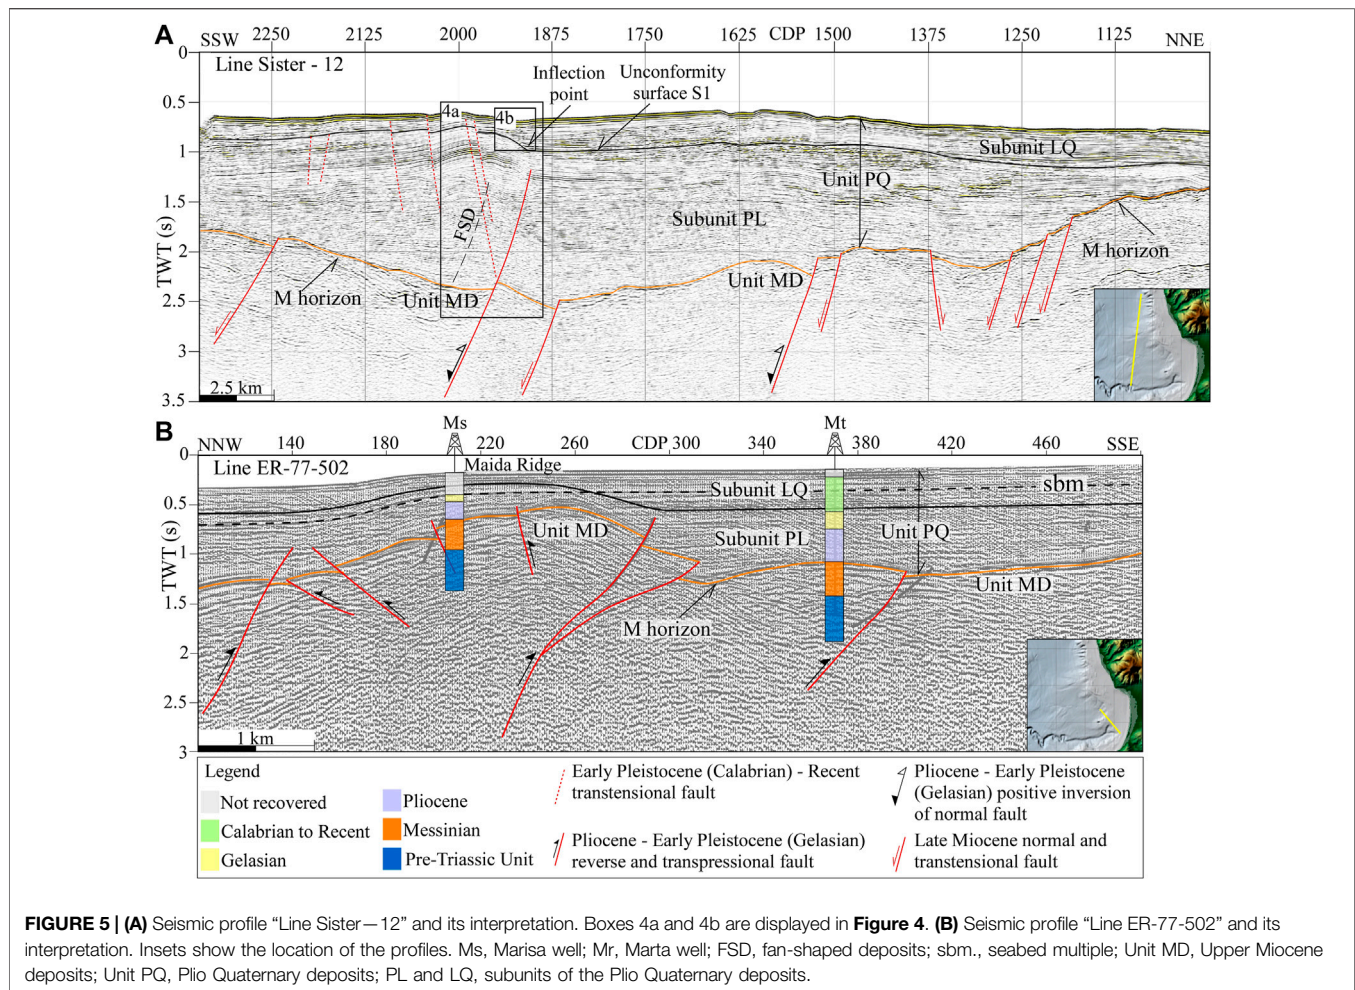 A
SSW 2250 2125 2000 1875 1750 1625 CDP 1500 1375 1250 1125 NNE
0
Line Sister - 12
Inflection point
Unconformity surface S1
0.5
4a
4b
1
Subunit LQ
Unit PQ
1.5
FSD
Subunit PL
TWT (s)
2
M horizon
M horizon
Unit MD
Unit MD
2.5
3
2.5 km
3.5
B
Ms
Mt
NNW 140 180 220 260 CDP 300 340 380 420 460 SSE
0
Line ER-77-502
Maida Ridge
Subunit LQ
sbm
0.5
Unit MD
Subunit PL
Unit PQ
TWT (s)
1
Unit MD
1.5
M horizon
2
2.5
1 km
3
Legend
Not recovered
Calabrian to Recent
Gelasian
Pliocene
Messinian
Pre-Triassic Unit
Early Pleistocene (Calabrian) - Recent
transtensional fault
Pliocene - Early Pleistocene (Gelasian)
reverse and transpressional fault
Pliocene - Early Pleistocene
(Gelasian) positive inversion
of normal fault
Late Miocene normal and
transtensional fault
FIGURE 5 | (A) Seismic profile “Line Sister—12” and its interpretation. Boxes 4a and 4b are displayed in Figure 4. (B) Seismic profile “Line ER-77-502” and its
interpretation. Insets show the location of the profiles. Ms, Marisa well; Mr, Marta well; FSD, fan-shaped deposits; sbm., seabed multiple; Unit MD, Upper Miocene
deposits; Unit PQ, Plio Quaternary deposits; PL and LQ, subunits of the Plio Quaternary deposits.